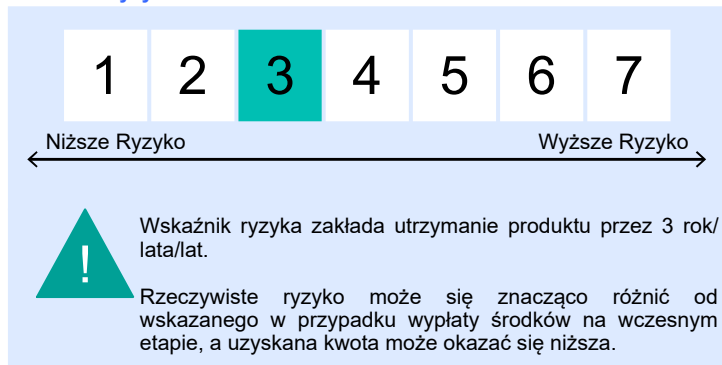 1 2 3 4 5 6 7
Niższe Ryzyko Wyższe Ryzyko
!
Wskaźnik ryzyka zakłada utrzymanie produktu przez 3 rok/
lata/lat.
Rzeczywiste ryzyko może się znacząco różnić od
wskazanego w przypadku wypłaty środków na wczesnym
etapie, a uzyskana kwota może okazać się niższa.